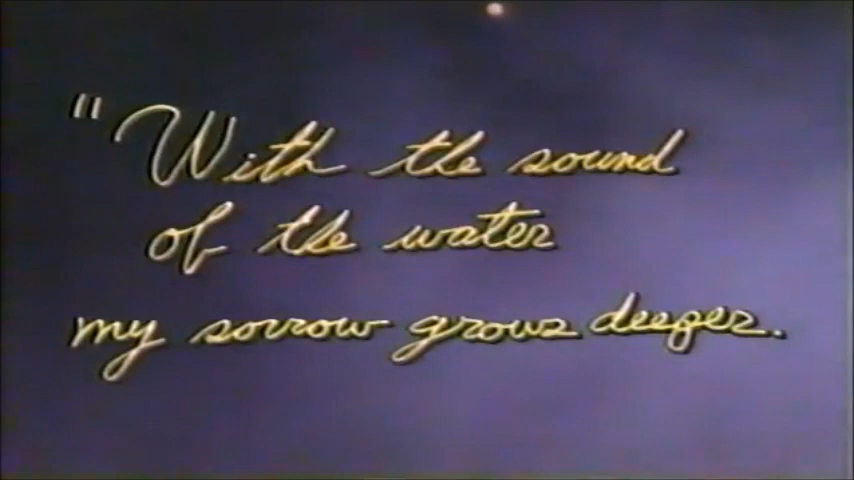 "With the sound
of the water
my sorrow grows deeper.